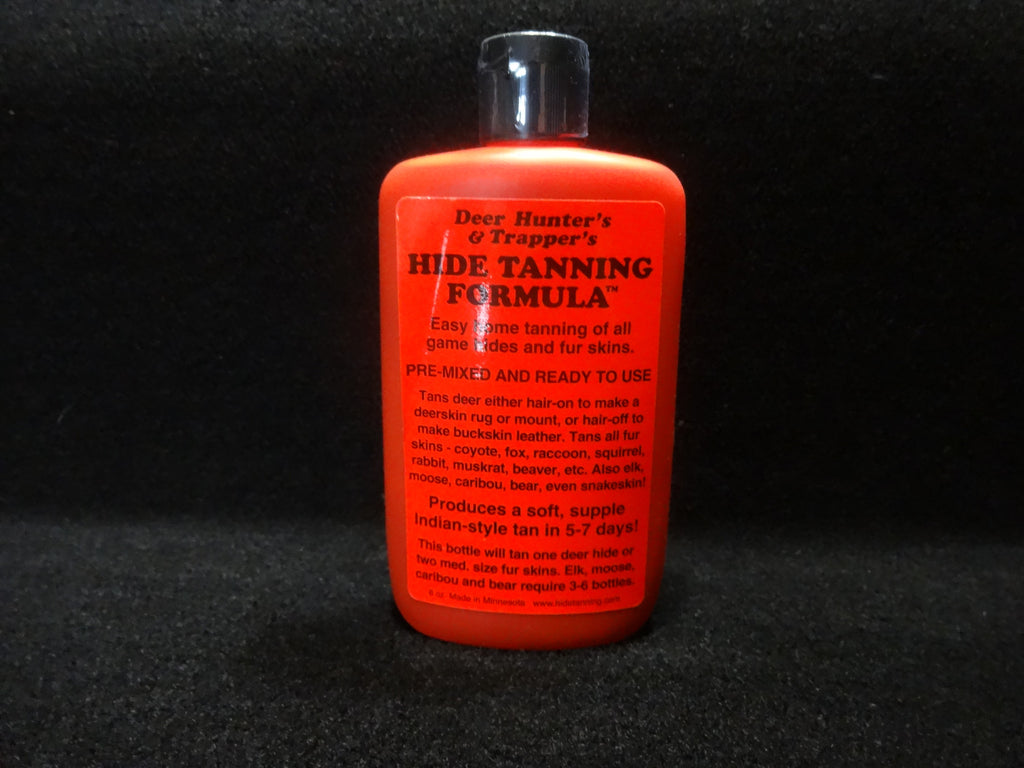 Deer Hunter's
& Trapper's
HIDE TANNING
FORMULA™
Easy home tanning of all
game hides and fur skins.
PRE-MIXED AND READY TO USE
Tans deer either hair-on to make a
deerskin rug or mount, or hair-off to
make buckskin leather. Tans all fur
skins - coyote, fox, raccoon, squirrel,
rabbit, muskrat, beaver, etc. Also elk,
moose, caribou, bear, even snakeskin!
Produces a soft, supple
Indian-style tan in 5-7 days!
This bottle will tan one deer hide or
two med. size fur skins. Elk, moose,
caribou and bear require 3-6 bottles.
8 oz. Made in Minnesota www.hidetanning.com